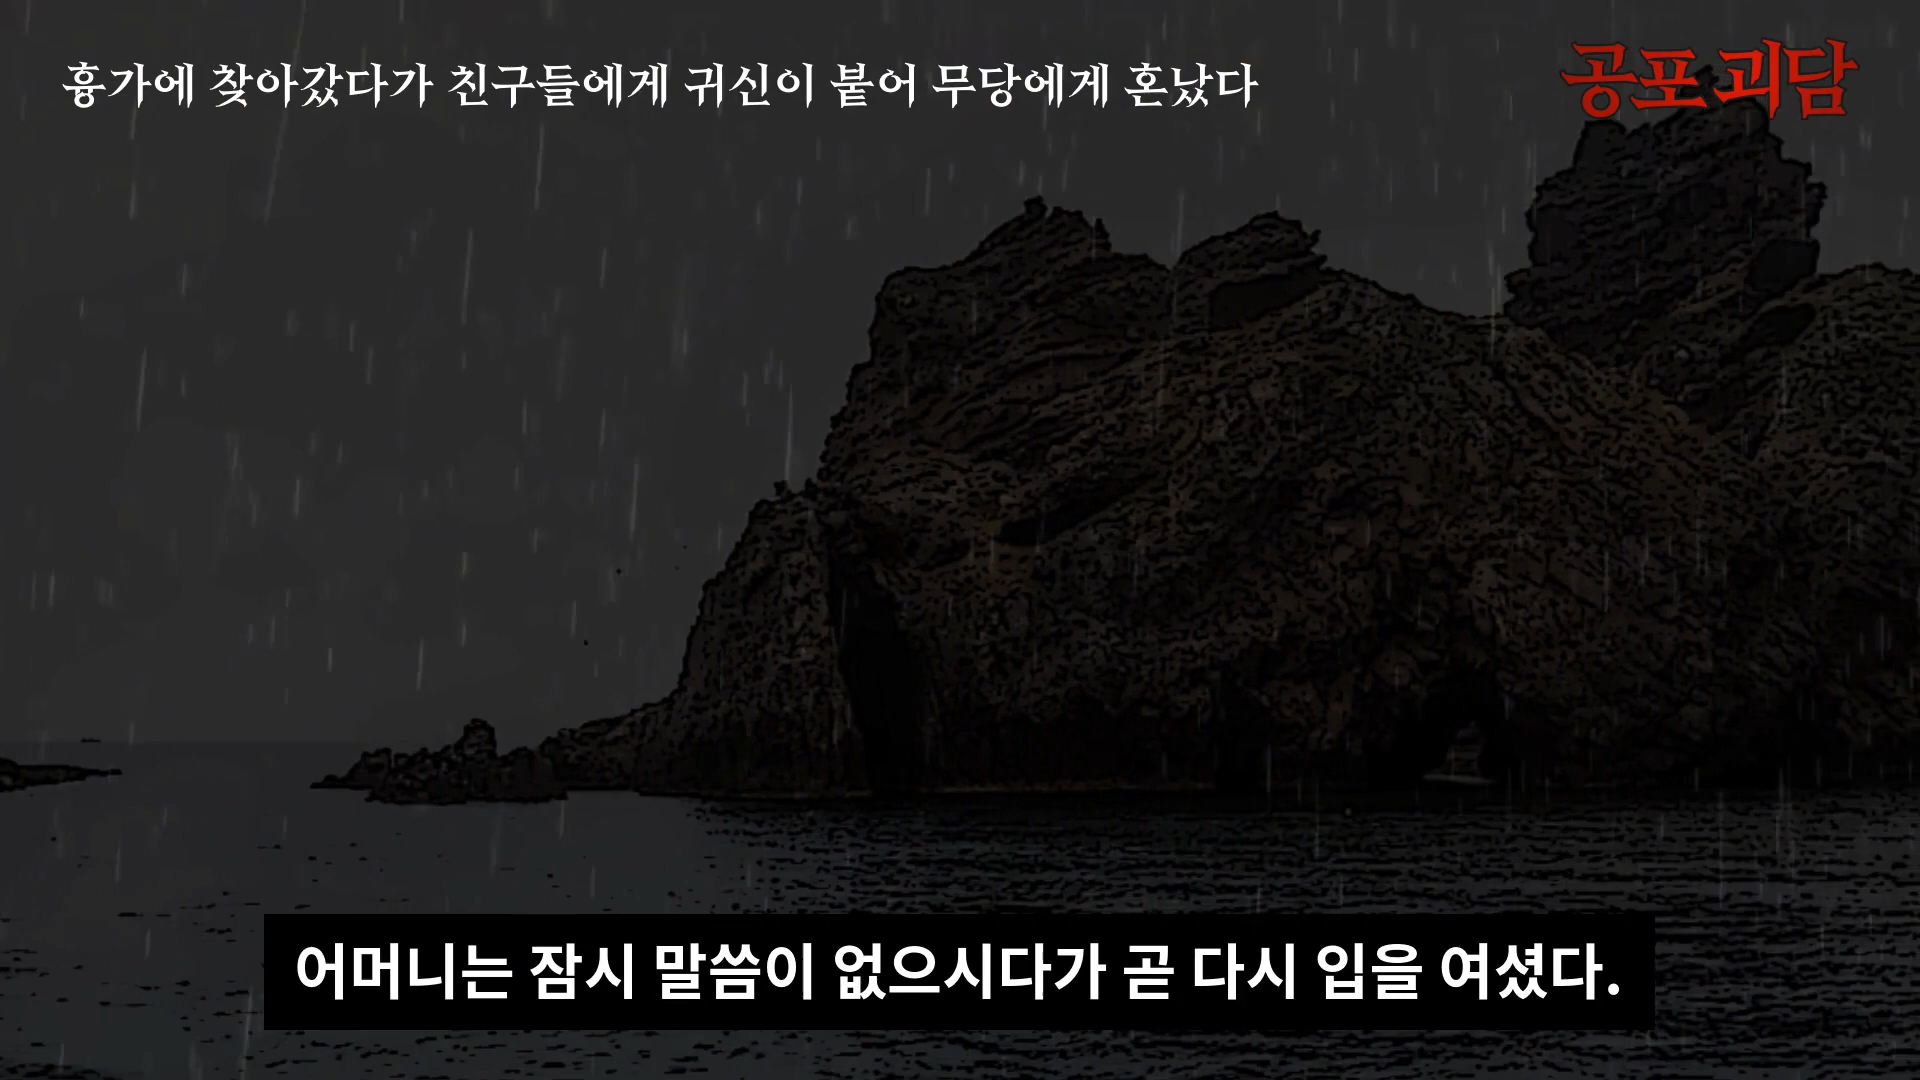 흉가에 찾아갔다가 친구들에게 귀신이 붙어 무당에게 혼났다
공포 괴담
어머니는 잠시 말씀이 없으시다가 곧 다시 입을 여셨다.